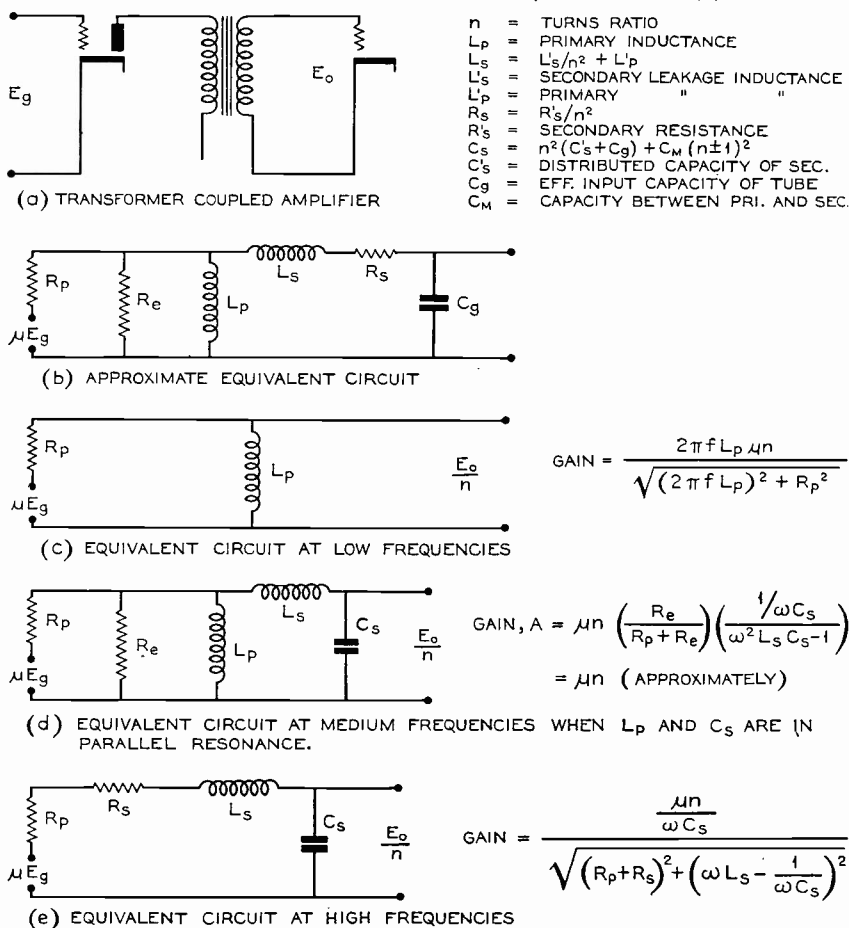 n = TURNS RATIO
Lp = PRIMARY INDUCTANCE
Ls = L's/n² + L'p
L's = SECONDARY LEAKAGE INDUCTANCE
L'p = PRIMARY " "
Rs = R's/n²
R's = SECONDARY RESISTANCE
Cs = n²(C's+Cg) + CM (n±1)²
C's = DISTRIBUTED CAPACITY OF SEC.
Cg = EFF. INPUT CAPACITY OF TUBE
CM = CAPACITY BETWEEN PRI. AND SEC.
Eg
Eo
(a) TRANSFORMER COUPLED AMPLIFIER
Rp
μEg
Re
Lp
Ls
Rs
Cg
(b) APPROXIMATE EQUIVALENT CIRCUIT
Rp
μEg
Lp
Eo/n
GAIN = 2πf Lp μn / √((2πf Lp)² + Rp²)
(c) EQUIVALENT CIRCUIT AT LOW FREQUENCIES
Rp
μEg
Re
Lp
Ls
Cs
Eo/n
GAIN, A = μn (Re/(Rp+Re)) ((1/ωCs)/(ω²LsCs-1))
= μn (APPROXIMATELY)
(d) EQUIVALENT CIRCUIT AT MEDIUM FREQUENCIES WHEN Lp AND Cs ARE IN
PARALLEL RESONANCE.
Rp
μEg
Rs
Ls
Cs
Eo/n
GAIN = (μn/ωCs) / √((Rp+Rs)²+(ωLs-1/ωCs)²)
(e) EQUIVALENT CIRCUIT AT HIGH FREQUENCIES